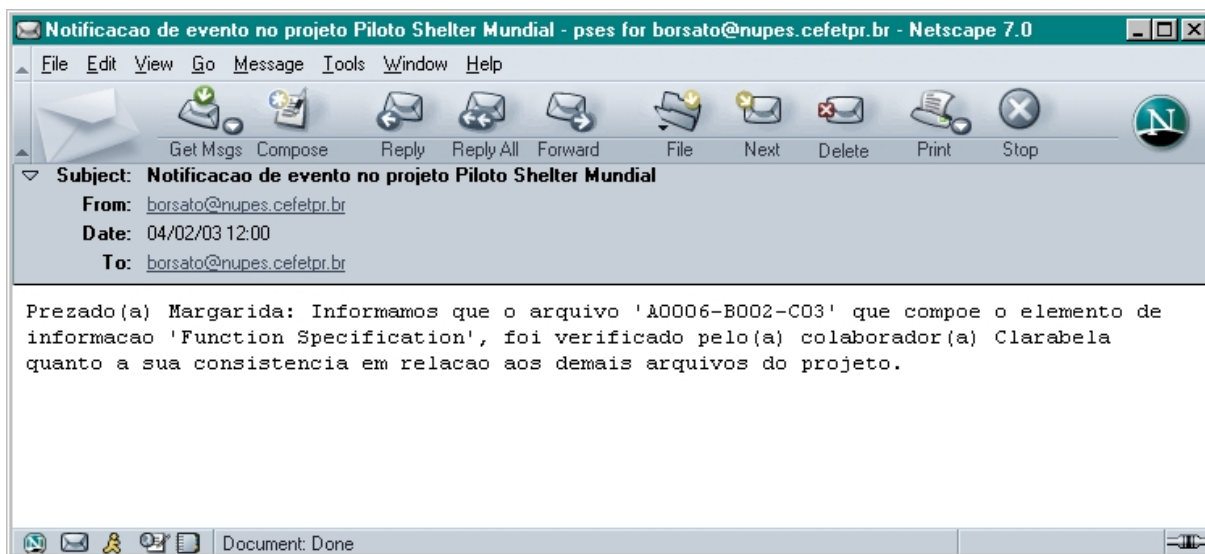 Notificacao de evento no projeto Piloto Shelter Mundial - pses for borsato@nupes.cefetpr.br - Netscape 7.0
File Edit View Go Message Tools Window Help
Get Msgs Compose Reply Reply All Forward File Next Delete Print Stop
N
Subject: Notificacao de evento no projeto Piloto Shelter Mundial
From: borsato@nupes.cefetpr.br
Date: 04/02/03 12:00
To: borsato@nupes.cefetpr.br
Prezado(a) Margarida: Informamos que o arquivo 'A0006-B002-C03' que compoe o elemento de
informacao 'Function Specification', foi verificado pelo(a) colaborador(a) Clarabela
quanto a sua consistencia em relacao aos demais arquivos do projeto.
Document: Done